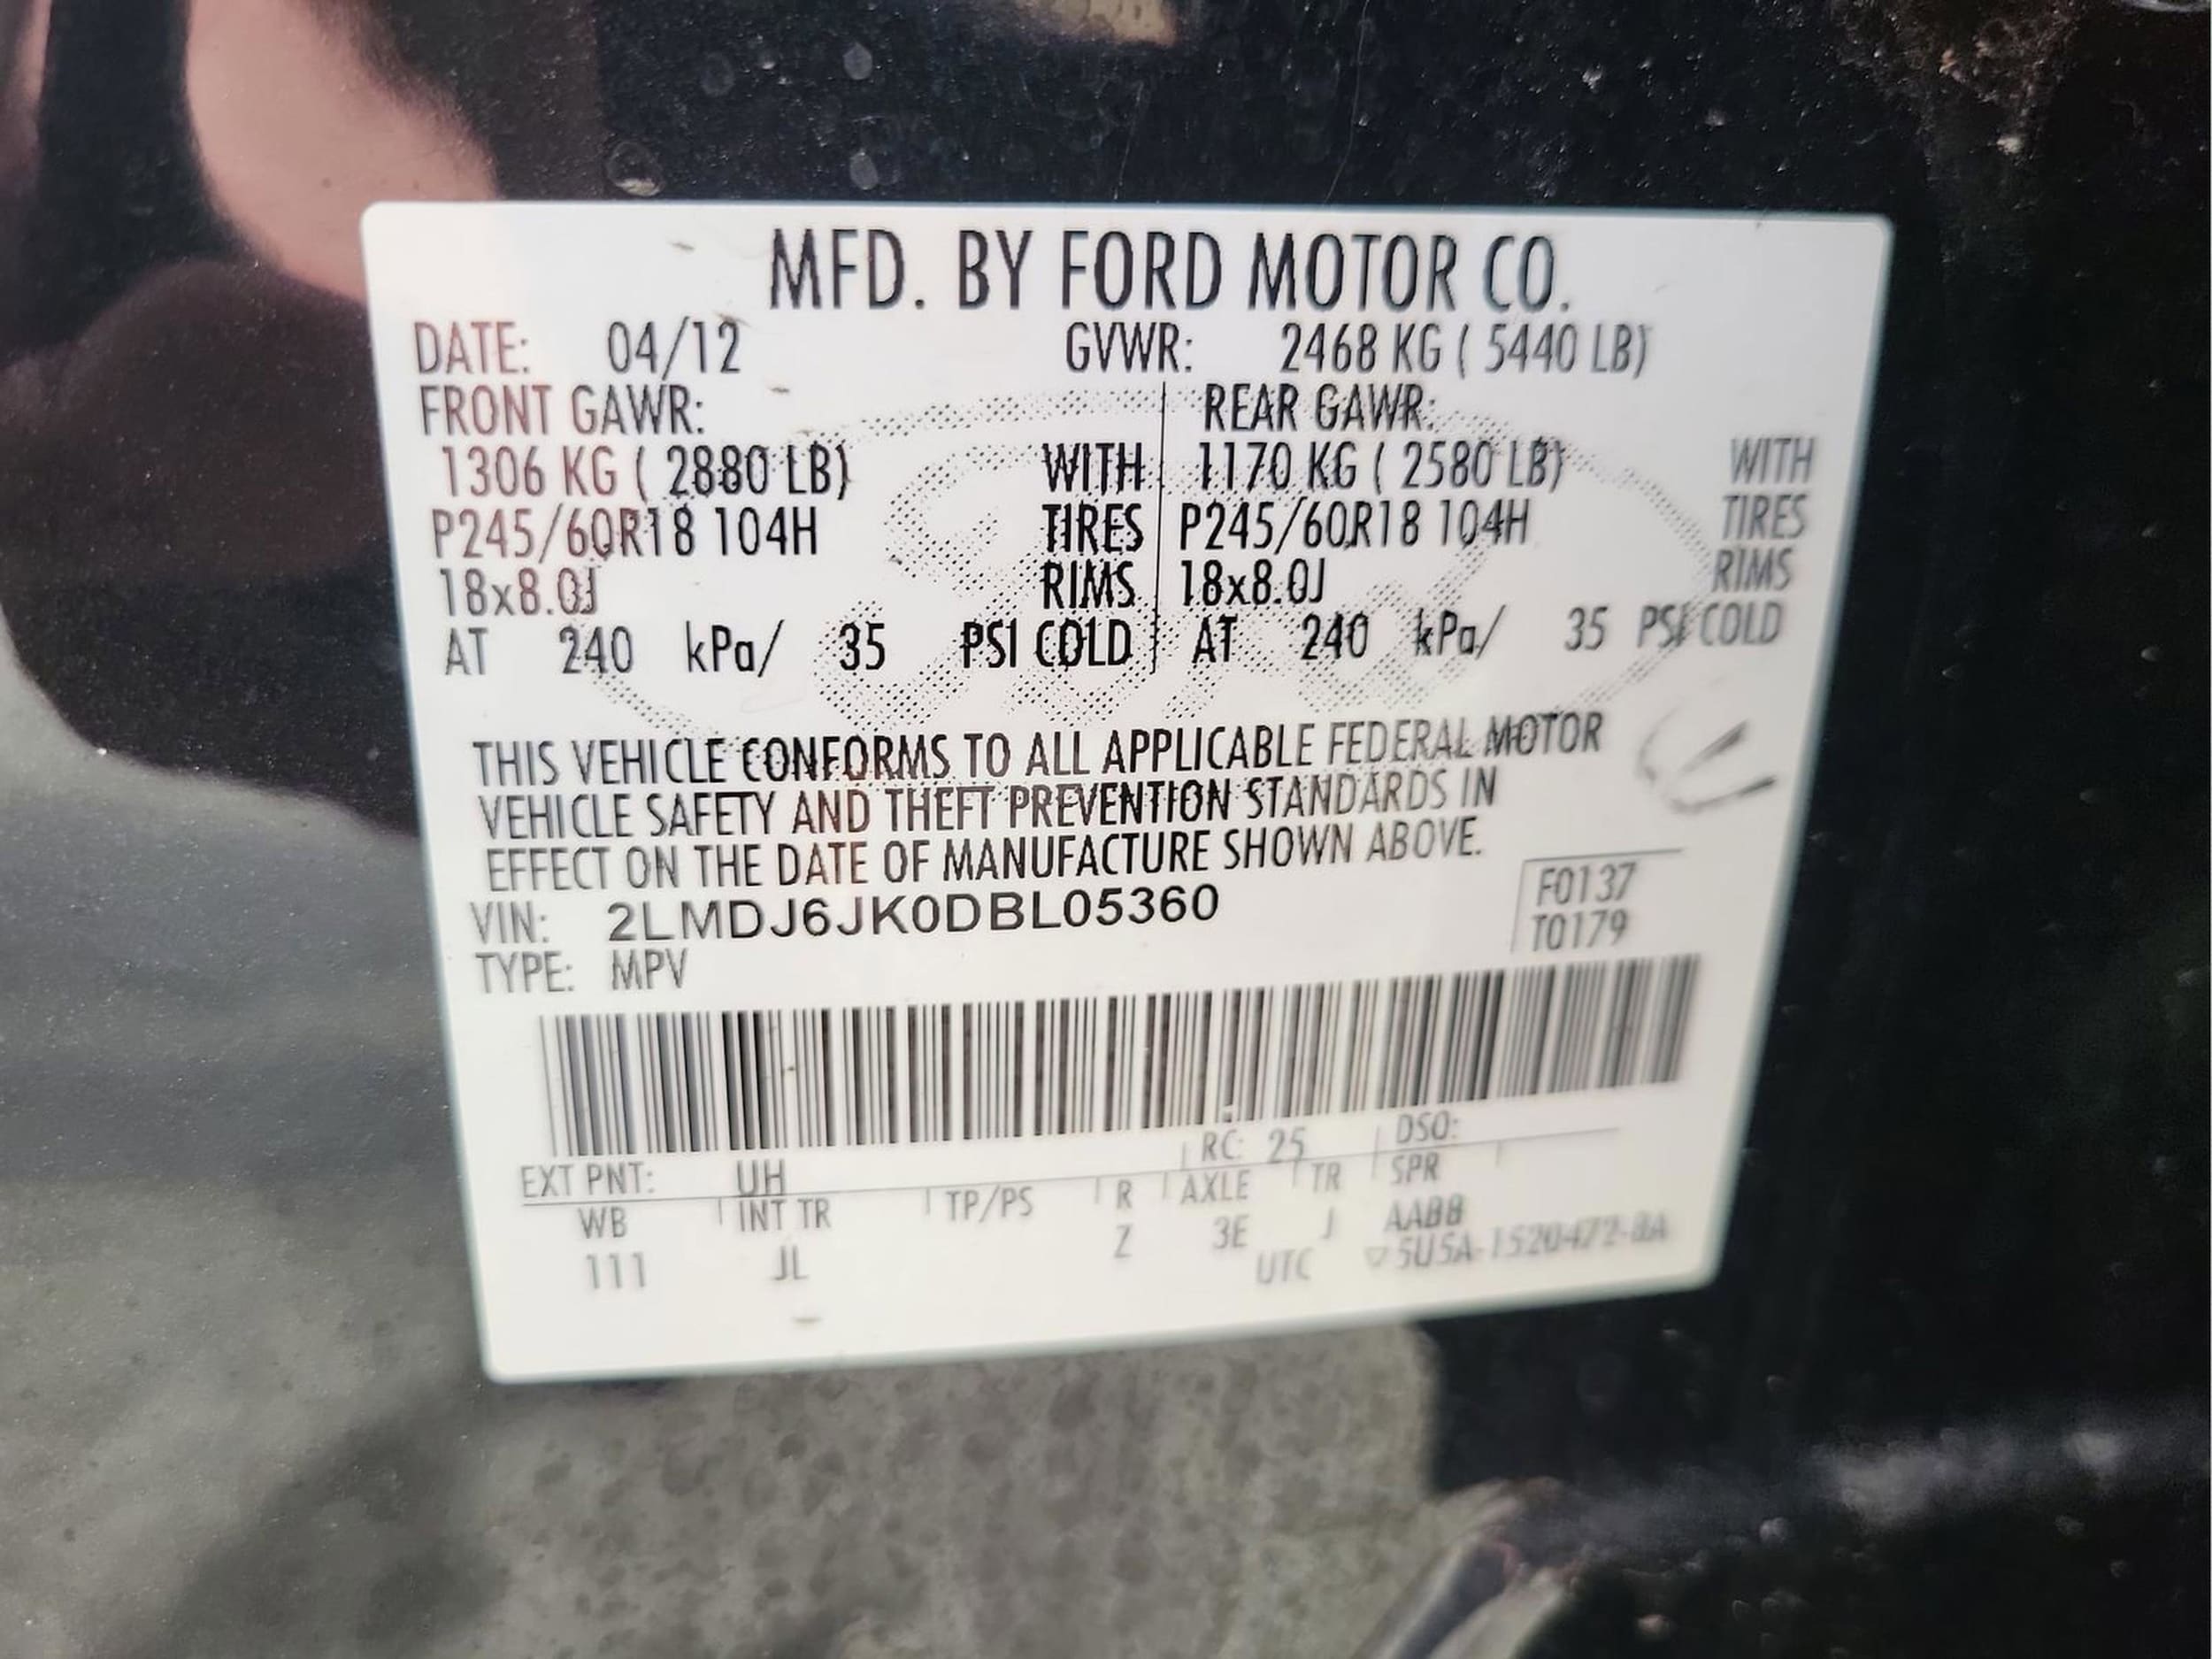 MFD. BY FORD MOTOR CO.
DATE: 04/12 GVWR: 2468 KG ( 5440 LB)
FRONT GAWR: REAR GAWR:
1306 KG ( 2880 LB) WITH 1170 KG ( 2580 LB) WITH
P245/60R18 104H TIRES P245/60R18 104H TIRES
18x8.0J RIMS 18x8.0J RIMS
AT 240 kPa/ 35 PSI COLD AT 240 kPa/ 35 PSI COLD
THIS VEHICLE CONFORMS TO ALL APPLICABLE FEDERAL MOTOR
VEHICLE SAFETY AND THEFT PREVENTION STANDARDS IN
EFFECT ON THE DATE OF MANUFACTURE SHOWN ABOVE.
VIN: 2LMDJ6JK0DBL05360 F0137
TYPE: MPV T0179
EXT PNT: UH RC: 25 DSO:
WB INT TR TP/PS R AXLE TR SPR
111 JL Z 3E J AABB
UTC ▽5U5A-1520472-BA